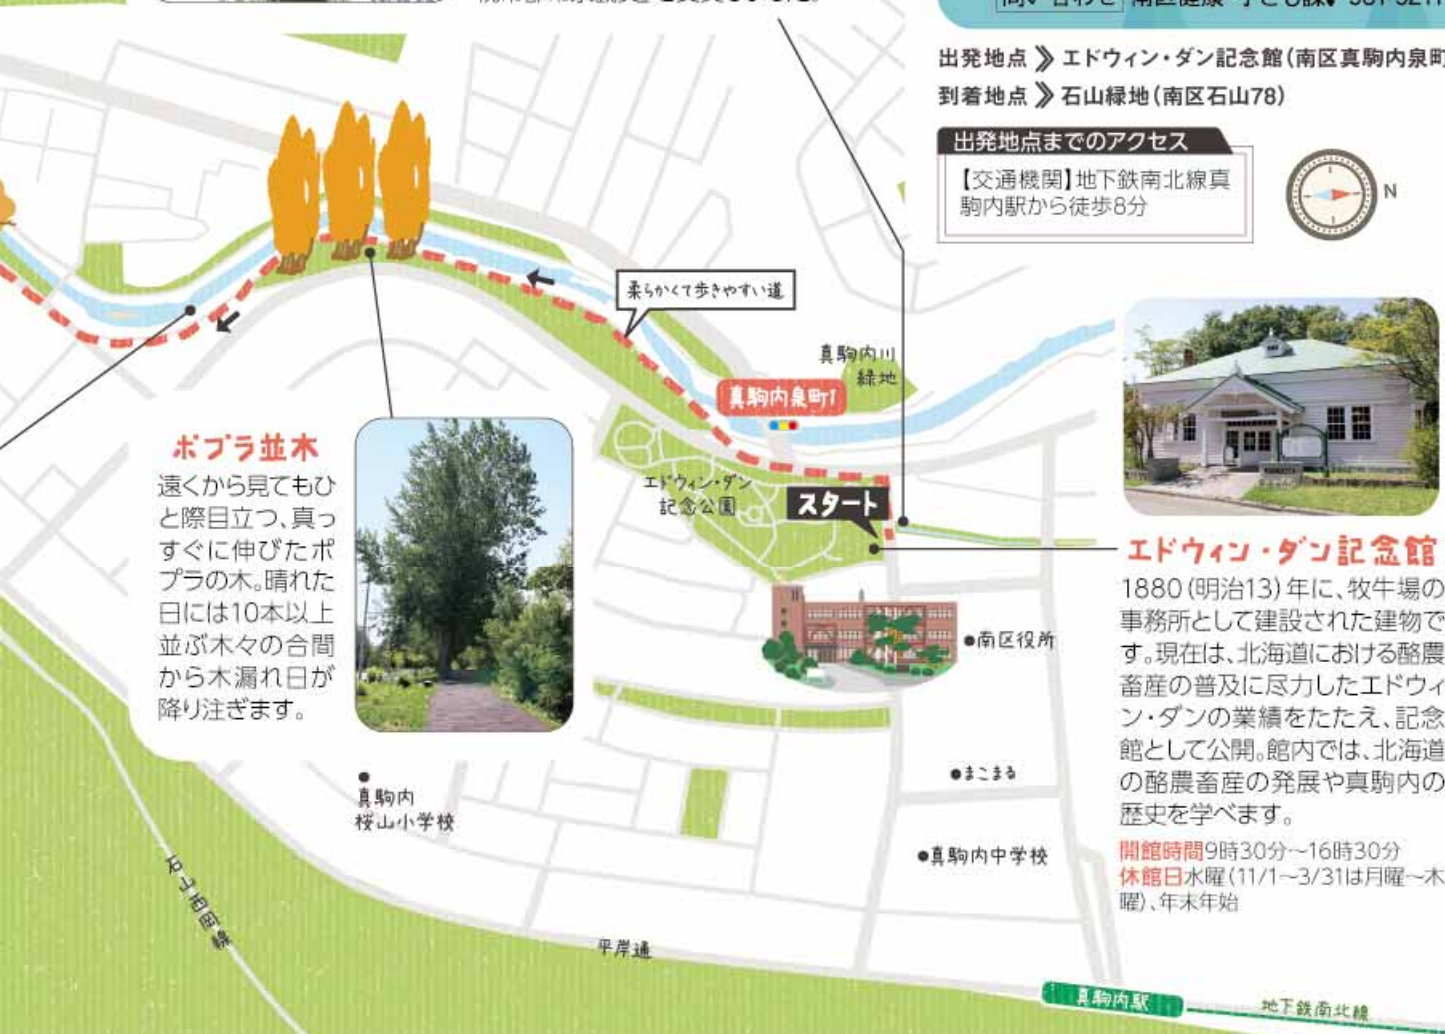 出発地点 》 エドウィン・ダン記念館(南区真駒内泉町
到着地点 》 石山緑地(南区石山78)
出発地点までのアクセス
【交通機関】地下鉄南北線真
駒内駅から徒歩8分
N
柔らかくて歩きやすい道
真駒内川
緑地
真駒内泉町1
エドウィン・ダン
記念公園
スタート
ポプラ並木
遠くから見てもひ
と際目立つ、真っ
すぐに伸びたポ
プラの木。晴れた
日には10本以上
並ぶ木々の合間
から木漏れ日が
降り注ぎます。
エドウィン・ダン記念館
1880(明治13)年に、牧牛場の
事務所として建設された建物で
す。現在は、北海道における酪農
畜産の普及に尽力したエドウィ
ン・ダンの業績をたたえ、記念
館として公開。館内では、北海道
の酪農畜産の発展や真駒内の
歴史を学べます。
開館時間9時30分~16時30分
休館日水曜(11/1~3/31は月曜~木
曜)、年末年始
●南区役所
●まこまる
●真駒内中学校
●
真駒内
桜山小学校
石山西岡線
平岸通
真駒内駅
地下鉄南北線